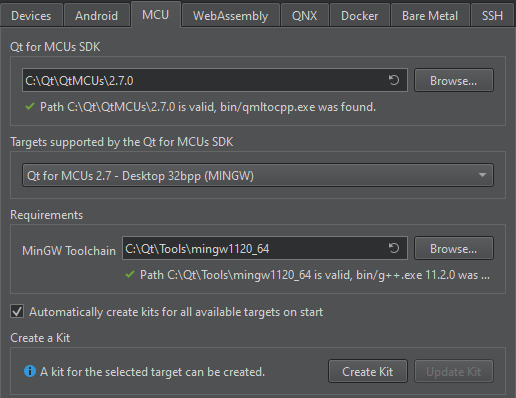 Devices Android MCU WebAssembly QNX Docker Bare Metal SSH
Qt for MCUs SDK
C:\Qt\QtMCUs\2.7.0 Browse...
Path C:\Qt\QtMCUs\2.7.0 is valid, bin/qmltocpp.exe was found.
Targets supported by the Qt for MCUs SDK
Qt for MCUs 2.7 - Desktop 32bpp (MINGW)
Requirements
MinGW Toolchain C:\Qt\Tools\mingw1120_64 Browse...
Path C:\Qt\Tools\mingw1120_64 is valid, bin/g++.exe 11.2.0 was ...
Automatically create kits for all available targets on start
Create a Kit
A kit for the selected target can be created. Create Kit Update Kit